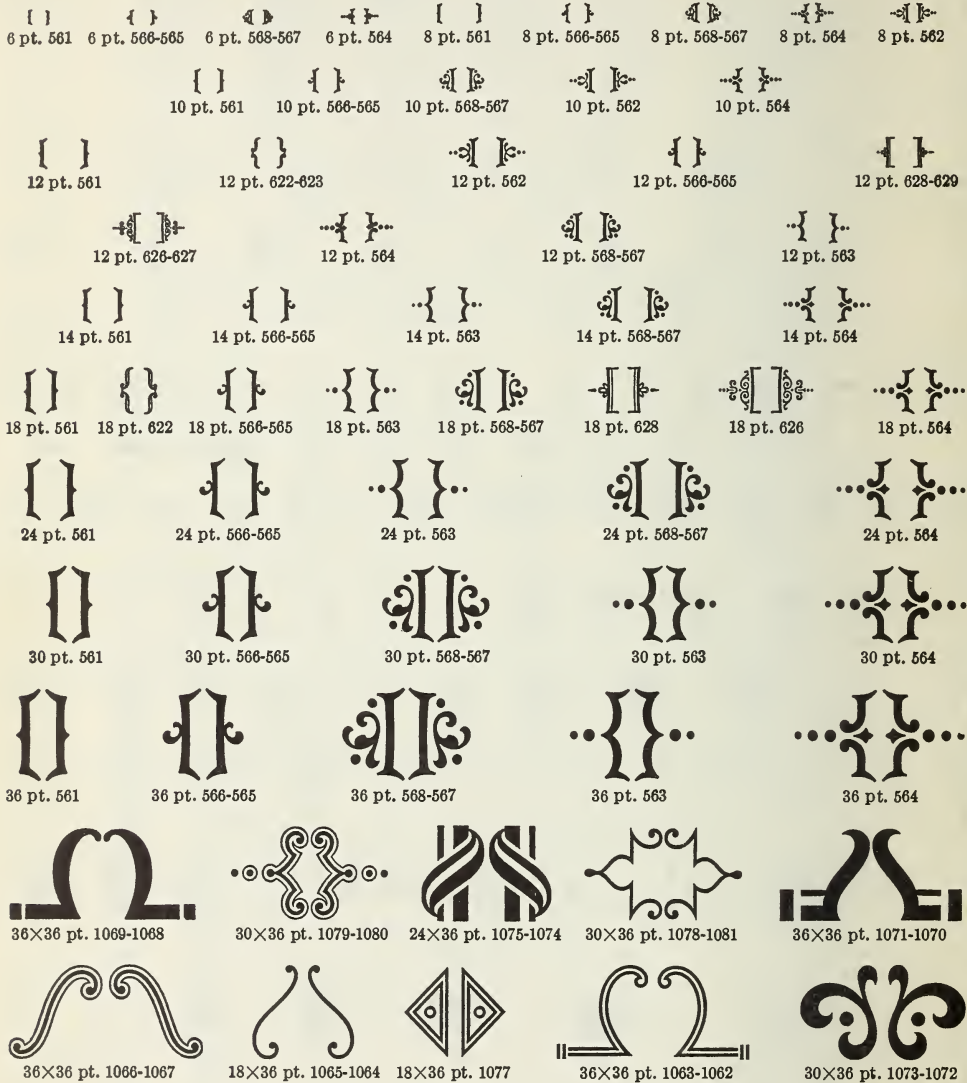 6 pt. 561 6 pt. 566-565 6 pt. 568-567 6 pt. 564 8 pt. 561 8 pt. 566-565 8 pt. 568-567 8 pt. 564 8 pt. 562
10 pt. 561 10 pt. 566-565 10 pt. 568-567 10 pt. 562 10 pt. 564
12 pt. 561 12 pt. 622-623 12 pt. 562 12 pt. 566-565 12 pt. 628-629
12 pt. 626-627 12 pt. 564 12 pt. 568-567 12 pt. 563
14 pt. 561 14 pt. 566-565 14 pt. 563 14 pt. 568-567 14 pt. 564
18 pt. 561 18 pt. 622 18 pt. 566-565 18 pt. 563 18 pt. 568-567 18 pt. 628 18 pt. 626 18 pt. 564
24 pt. 561 24 pt. 566-565 24 pt. 563 24 pt. 568-567 24 pt. 564
30 pt. 561 30 pt. 566-565 30 pt. 568-567 30 pt. 563 30 pt. 564
36 pt. 561 36 pt. 566-565 36 pt. 568-567 36 pt. 563 36 pt. 564
36×36 pt. 1069-1068 30×36 pt. 1079-1080 24×36 pt. 1075-1074 30×36 pt. 1078-1081 36×36 pt. 1071-1070
36×36 pt. 1066-1067 18×36 pt. 1065-1064 18×36 pt. 1077 36×36 pt. 1063-1062 30×36 pt. 1073-1072